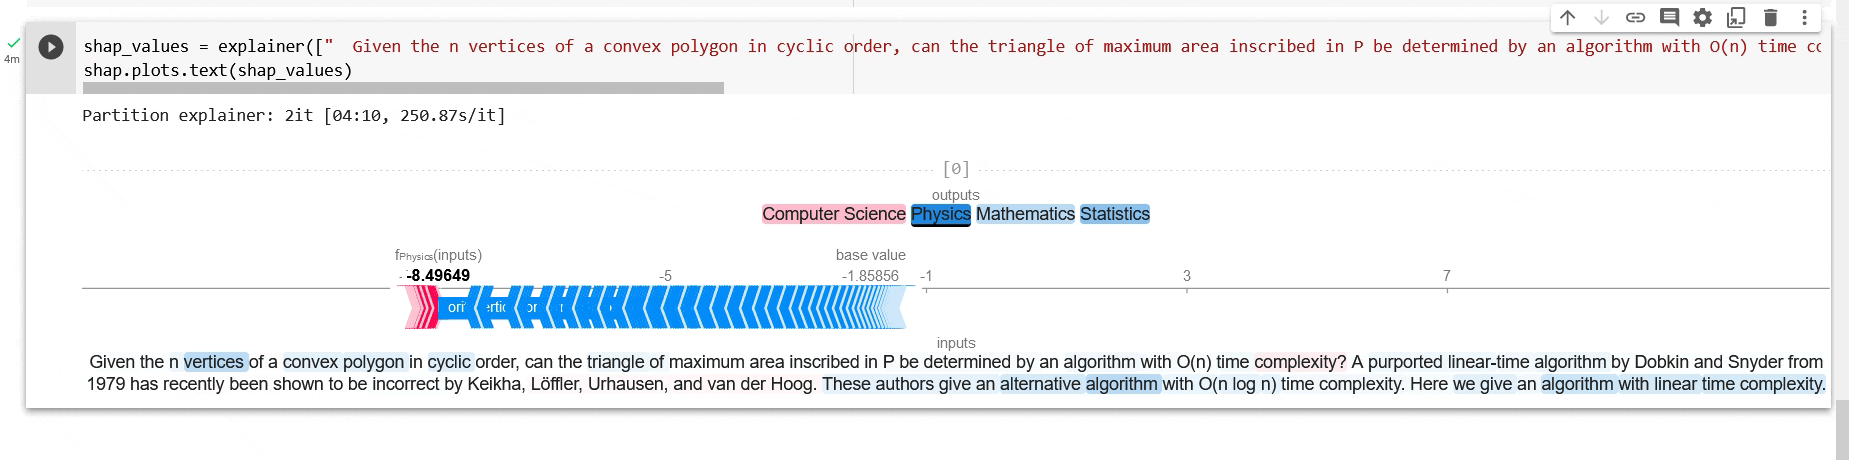 shap_values = explainer(["  Given the n vertices of a convex polygon in cyclic order, can the triangle of maximum area inscribed in P be determined by an algorithm with O(n) time
4m
shap.plots.text(shap_values)
Partition explainer: 2it [04:10, 250.87s/it]
[0]
outputs
Computer Science Physics Mathematics Statistics
fPhysics(inputs) base value
-8.49649 -5 -1.85856 -1 3 7
inputs
Given the n vertices of a convex polygon in cyclic order, can the triangle of maximum area inscribed in P be determined by an algorithm with O(n) time complexity? A purported linear-time algorithm by Dobkin and Snyder from
1979 has recently been shown to be incorrect by Keikha, Löffler, Urhausen, and van der Hoog. These authors give an alternative algorithm with O(n log n) time complexity. Here we give an algorithm with linear time complexity.